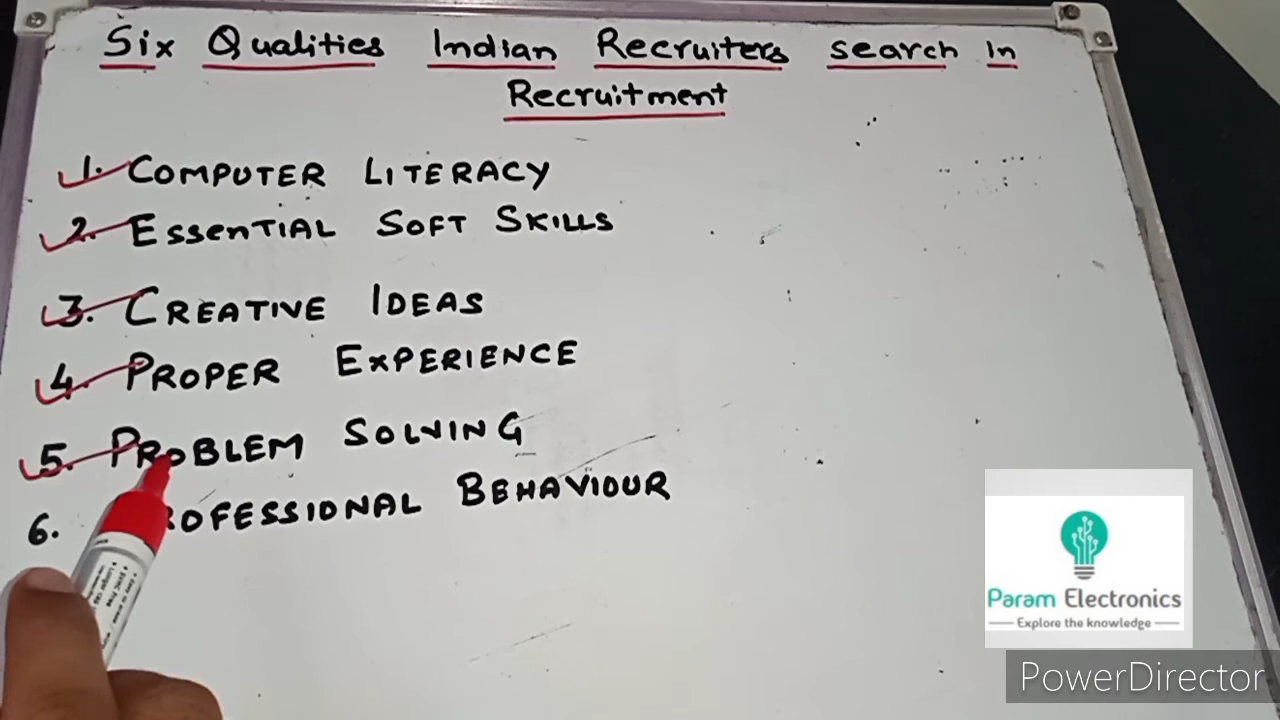 Six Qualities Indian Recruiters search in
Recruitment
1. COMPUTER LITERACY
2. ESSENTIAL SOFT SKILLS
3. CREATIVE IDEAS
4. PROPER EXPERIENCE
5. PROBLEM SOLVING
6. BEHAVIOUR
Param Electronics
Explore the knowledge
PowerDirector